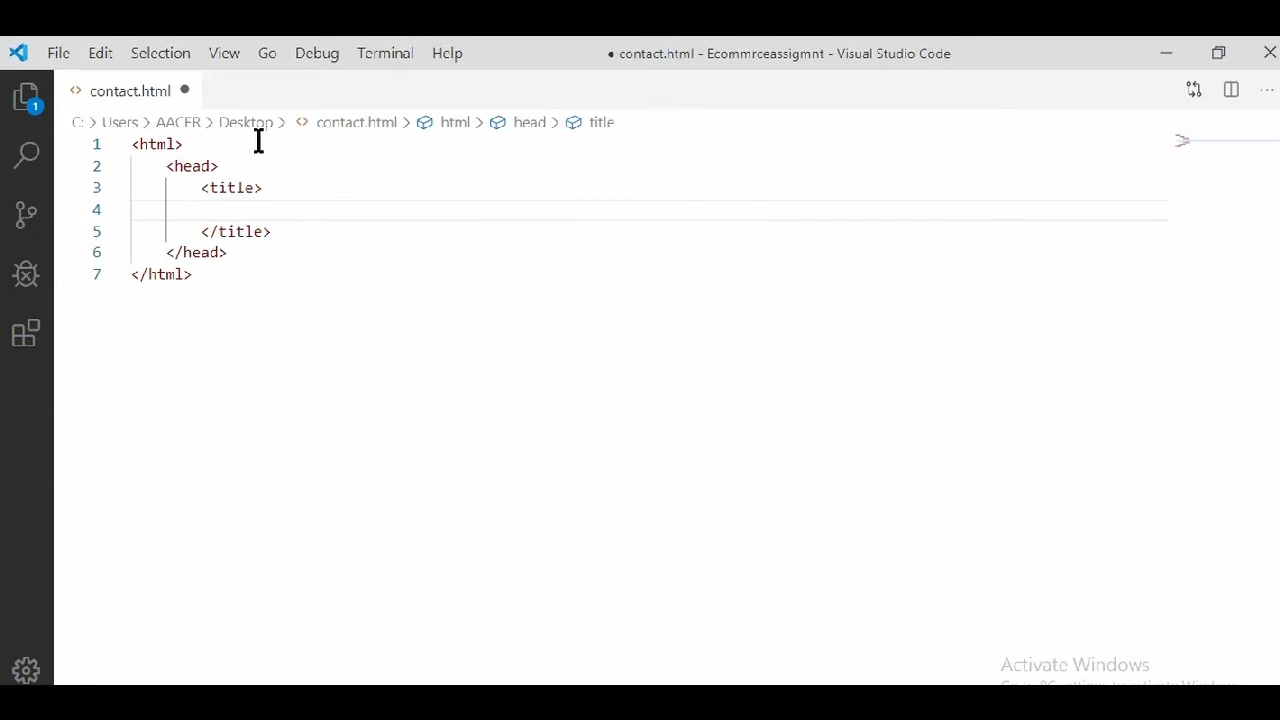 File Edit Selection View Go Debug Terminal Help ● contact.html - Ecommrceassigmnt - Visual Studio Code
1
<> contact.html ●
C: > Users > AACER > Desktop > <> contact.html > html > head > title
1 <html>
2 <head>
3 <title>
4
5 </title>
6 </head>
7 </html>
Activate Windows